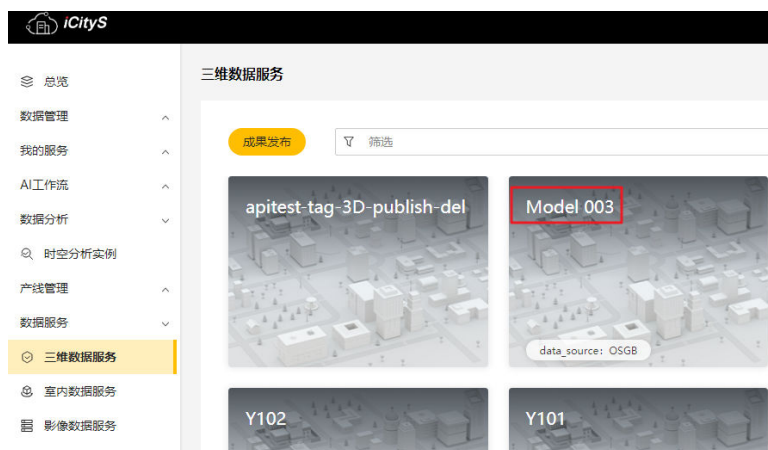 iCityS
总览
数据管理
我的服务
AI工作流
数据分析
时空分析实例
产线管理
数据服务
三维数据服务
室内数据服务
影像数据服务
三维数据服务
成果发布
筛选
apitest-tag-3D-publish-del
Model 003
data_source：OSGB
Y102
Y101